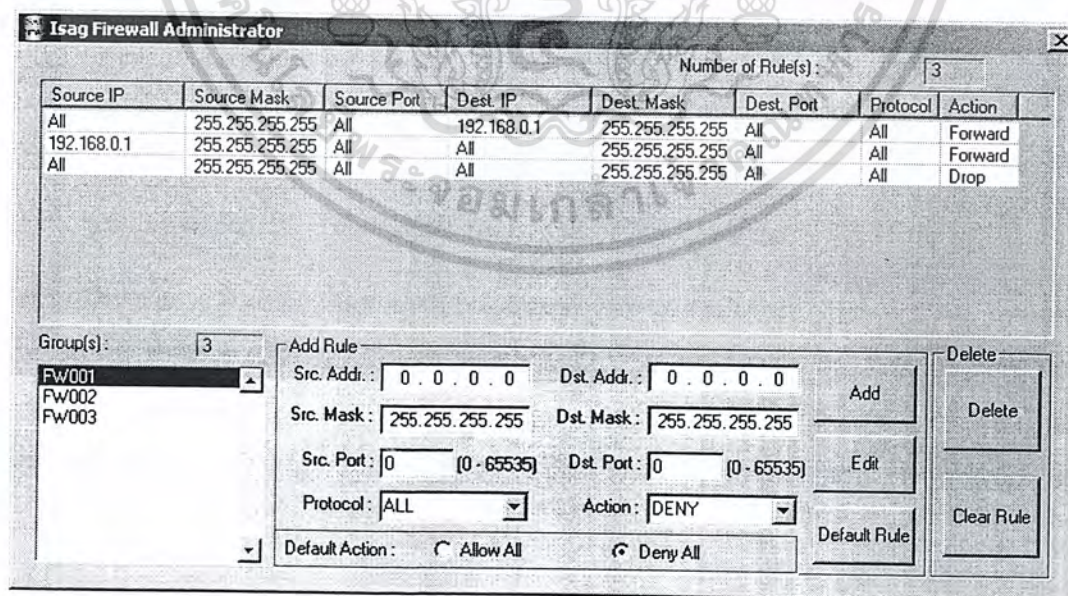 Isag Firewall Administrator
Number of Rule(s) : 3
Source IP Source Mask Source Port Dest. IP Dest. Mask Dest. Port Protocol Action
All 255.255.255.255 All 192.168.0.1 255.255.255.255 All All Forward
192.168.0.1 255.255.255.255 All All 255.255.255.255 All All Forward
All 255.255.255.255 All All 255.255.255.255 All All Drop
Group(s) : 3
FW001
FW002
FW003
Add Rule
Src. Addr. : 0 . 0 . 0 . 0 Dst. Addr. : 0 . 0 . 0 . 0
Src. Mask : 255.255.255.255 Dst. Mask : 255.255.255.255
Src. Port : 0 (0 - 65535) Dst. Port : 0 (0 - 65535)
Protocol : ALL Action : DENY
Default Action : Allow All Deny All
Add
Edit
Default Rule
Delete
Delete
Clear Rule